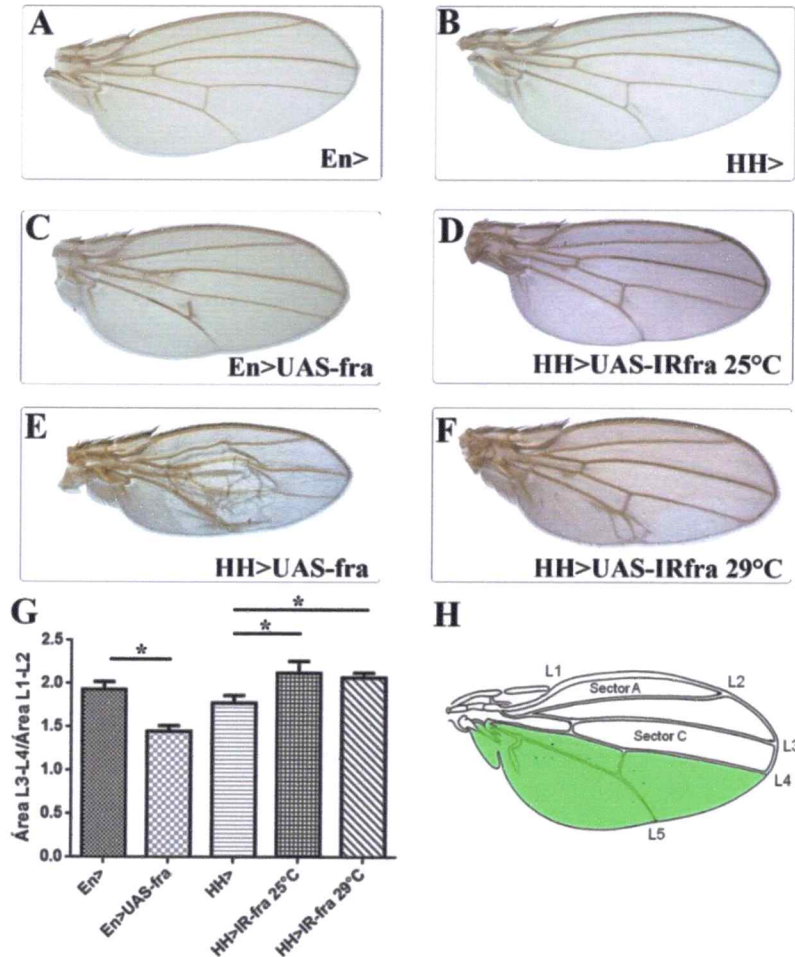 A
En>
B
HH>
C
En>UAS-fra
D
HH>UAS-IRfra 25°C
E
HH>UAS-fra
F
HH>UAS-IRfra 29°C
G
*
*
*
Área L3-L4/Área L1-L2
2.5
2.0
1.5
1.0
0.5
0.0
En>
En>UAS-fra
HH>
HH>IR-fra 25°C
HH>IR-fra 29°C
H
L1
Sector A
L2
Sector C
L3
L4
L5